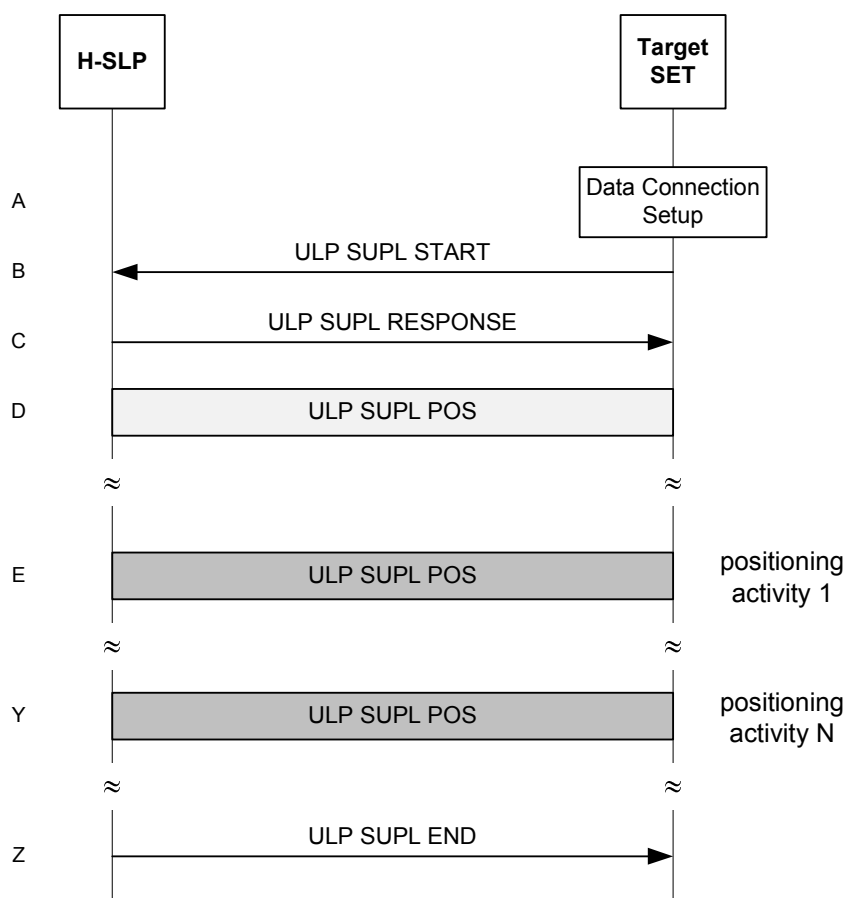 H-SLP
Target
SET
A
Data Connection
Setup
B
ULP SUPL START
C
ULP SUPL RESPONSE
D
ULP SUPL POS
≈ ≈
E
ULP SUPL POS
positioning
activity 1
≈ ≈
Y
ULP SUPL POS
positioning
activity N
≈ ≈
Z
ULP SUPL END